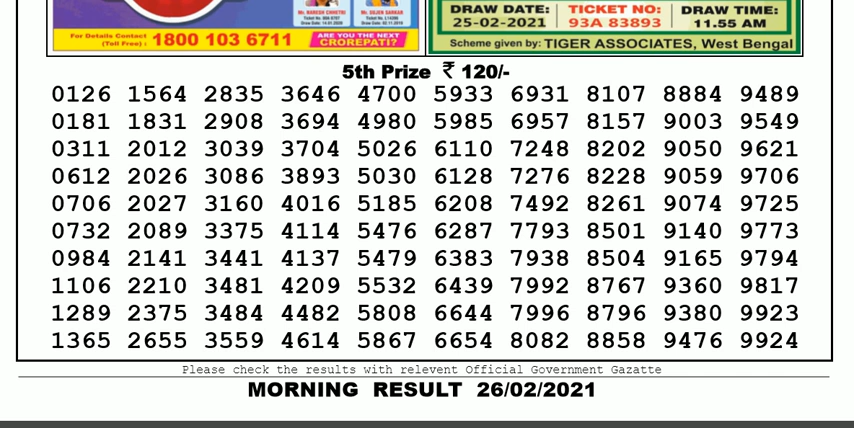 Mr. NARESH CHHETRI
Mr. SAJEN SARKAR
For Details Contact
(Toll Free) : 1800 103 6711
ARE YOU THE NEXT
CROREPATI?
DRAW DATE: 25-02-2021
TICKET NO: 93A 83893
DRAW TIME: 11.55 AM
Scheme given by: TIGER ASSOCIATES, West Bengal
5th Prize ₹ 120/-
0126 1564 2835 3646 4700 5933 6931 8107 8884 9489
0181 1831 2908 3694 4980 5985 6957 8157 9003 9549
0311 2012 3039 3704 5026 6110 7248 8202 9050 9621
0612 2026 3086 3893 5030 6128 7276 8228 9059 9706
0706 2027 3160 4016 5185 6208 7492 8261 9074 9725
0732 2089 3375 4114 5476 6287 7793 8501 9140 9773
0984 2141 3441 4137 5479 6383 7938 8504 9165 9794
1106 2210 3481 4209 5532 6439 7992 8767 9360 9817
1289 2375 3484 4482 5808 6644 7996 8796 9380 9923
1365 2655 3559 4614 5867 6654 8082 8858 9476 9924
Please check the results with relevent Official Government Gazatte
MORNING RESULT 26/02/2021